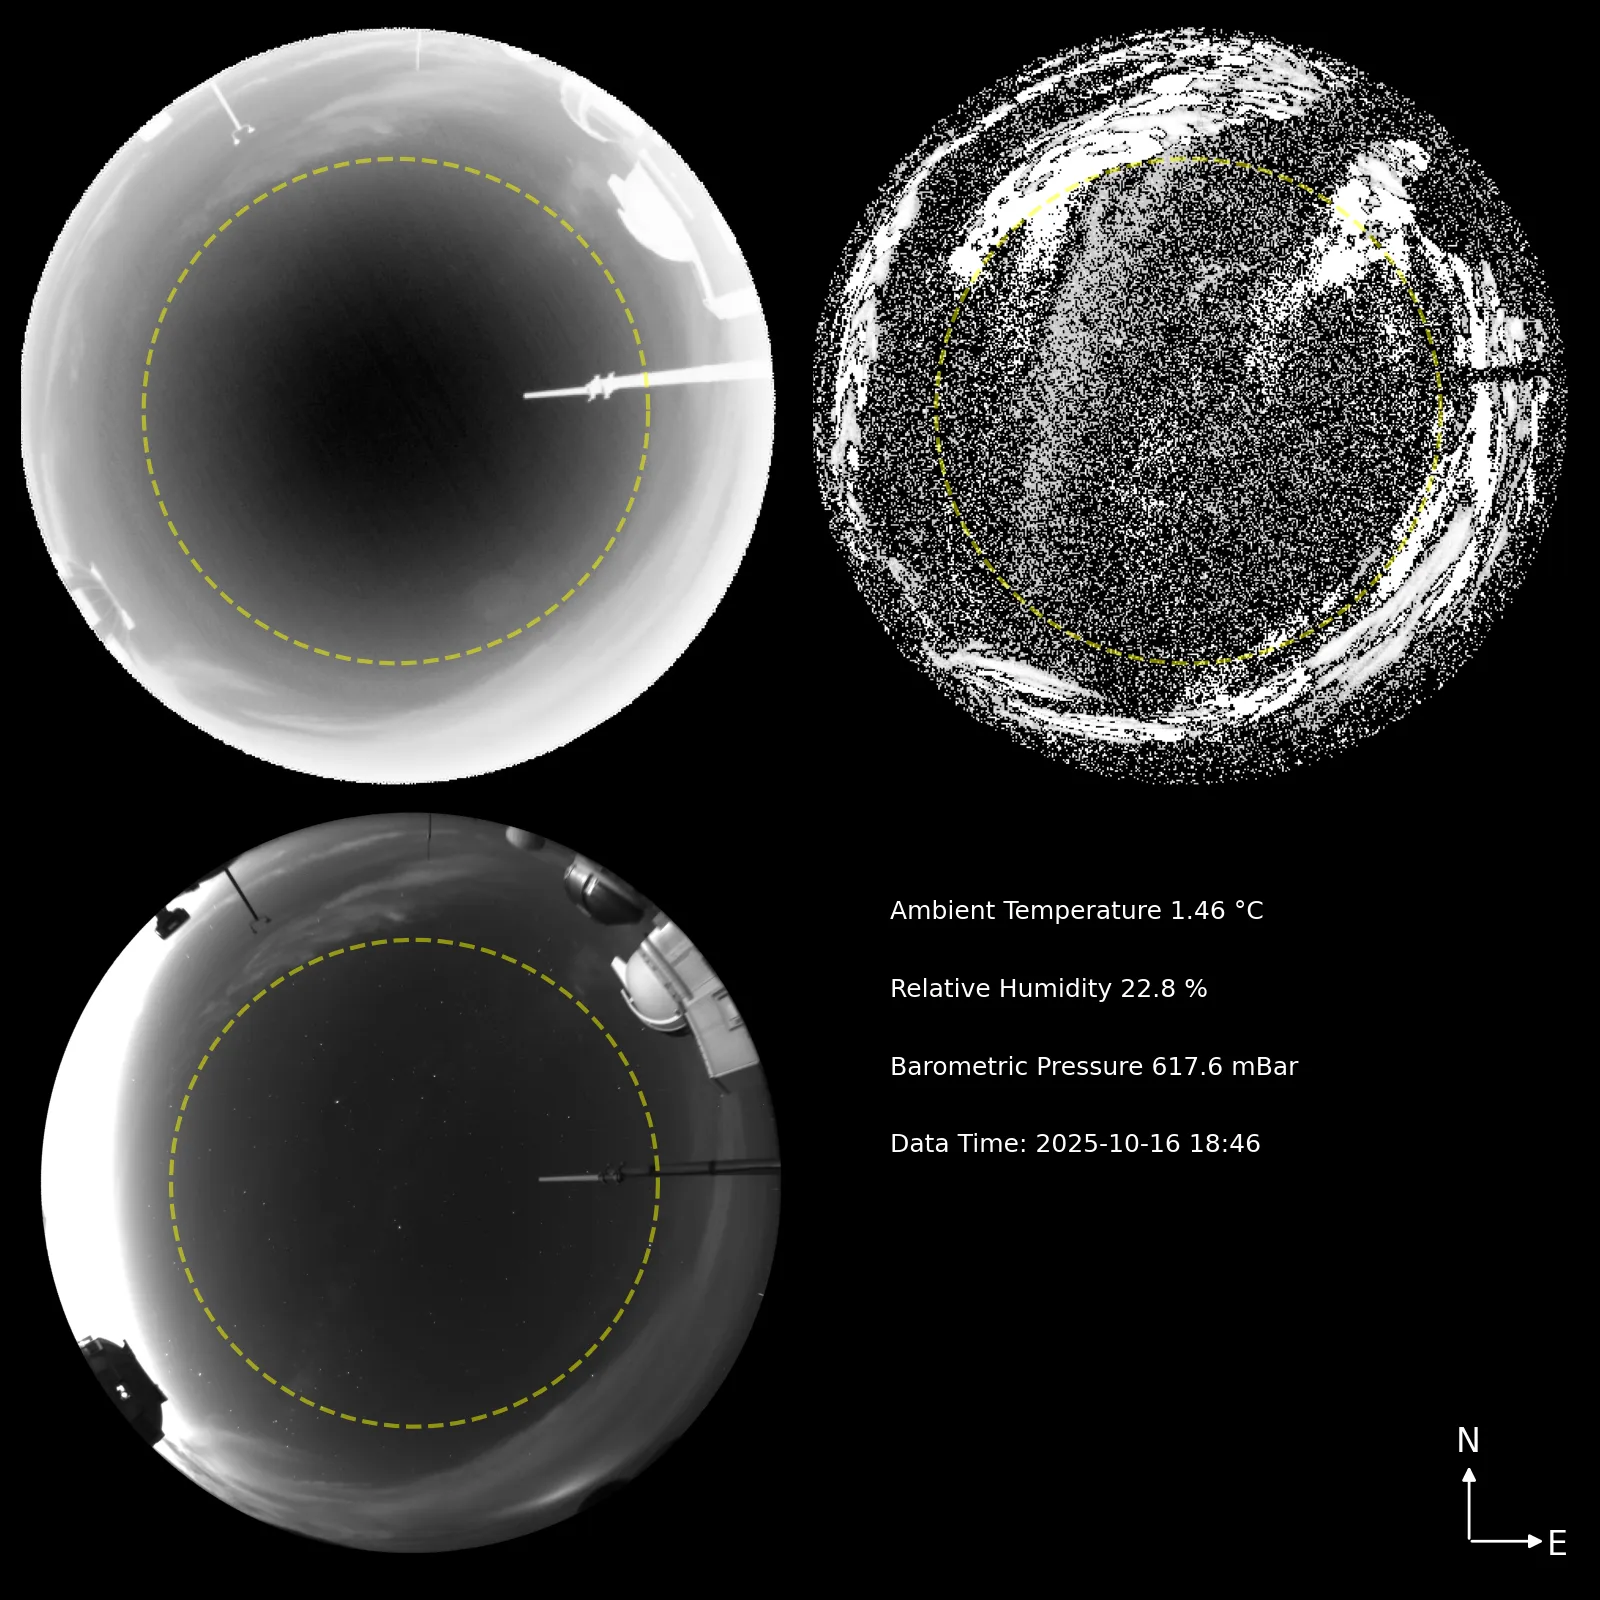 Ambient Temperature 1.46 °C
Relative Humidity 22.8 %
Barometric Pressure 617.6 mBar
Data Time: 2025-10-16 18:46
N
E